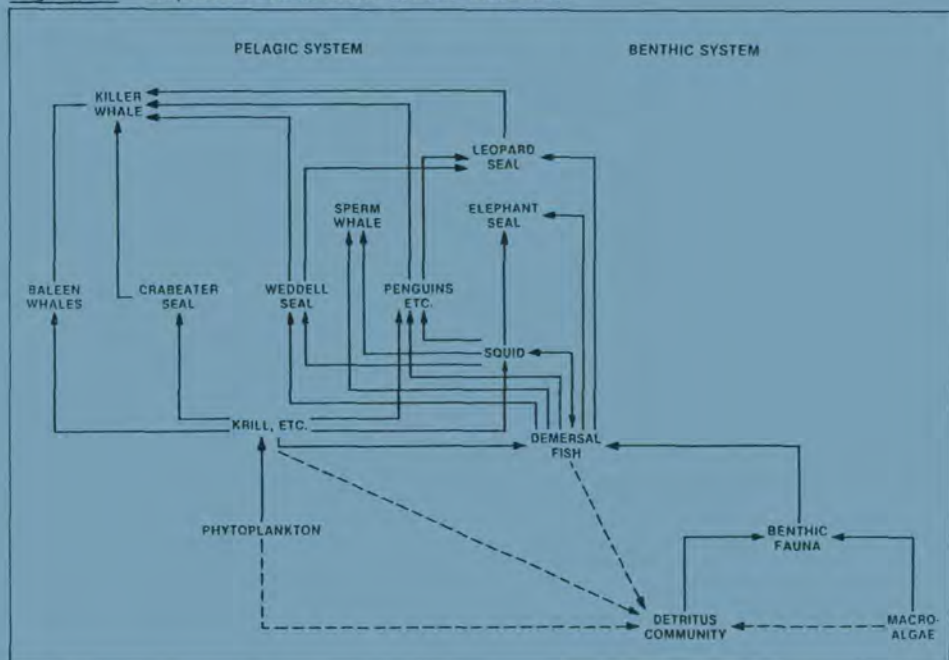 PELAGIC SYSTEM
BENTHIC SYSTEM
KILLER
WHALE
LEOPARD
SEAL
SPERM
WHALE
ELEPHANT
SEAL
BALEEN
WHALES
CRABEATER
SEAL
WEDDELL
SEAL
PENGUINS
ETC.
SQUID
KRILL, ETC.
DEMERSAL
FISH
PHYTOPLANKTON
BENTHIC
FAUNA
DETRITUS
COMMUNITY
MACRO-
ALGAE